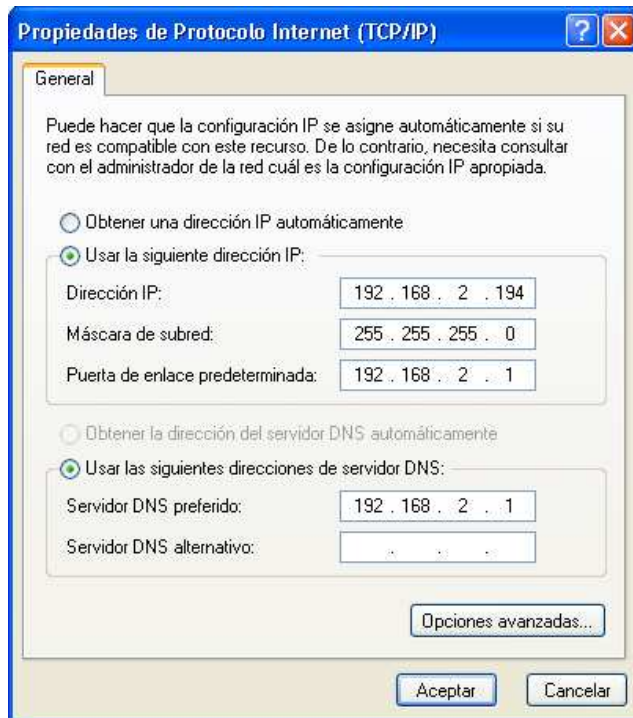 Propiedades de Protocolo Internet (TCP/IP)
General
Puede hacer que la configuración IP se asigne automáticamente si su
red es compatible con este recurso. De lo contrario, necesita consultar
con el administrador de la red cuál es la configuración IP apropiada.
Obtener una dirección IP automáticamente
Usar la siguiente dirección IP:
Dirección IP: 192 . 168 . 2 . 194
Máscara de subred: 255 . 255 . 255 . 0
Puerta de enlace predeterminada: 192 . 168 . 2 . 1
Obtener la dirección del servidor DNS automáticamente
Usar las siguientes direcciones de servidor DNS:
Servidor DNS preferido: 192 . 168 . 2 . 1
Servidor DNS alternativo: . . .
Opciones avanzadas...
Aceptar Cancelar